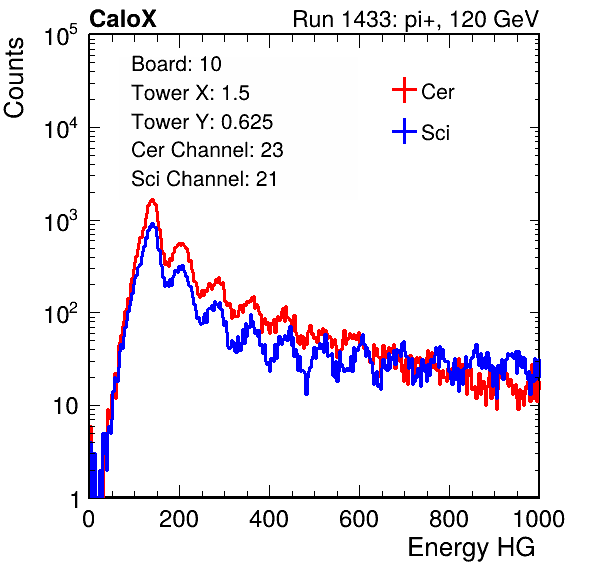 CaloX Run 1433: pi+, 120 GeV
Counts
Board: 10
Tower X: 1.5
Tower Y: 0.625
Cer Channel: 23
Sci Channel: 21
Cer
Sci
10^5
10^4
10^3
10^2
10
1
0 200 400 600 800 1000
Energy HG